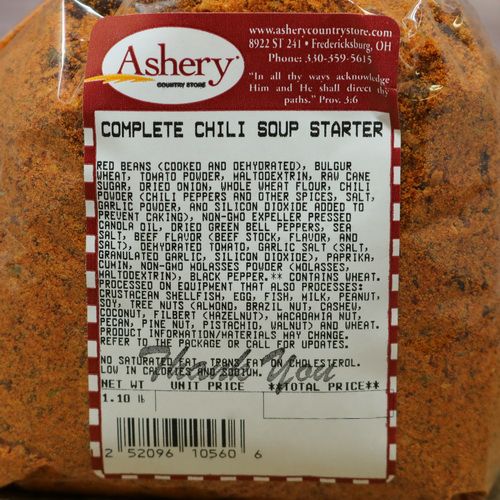 www.asherycountrystore.com
8922 ST 241 • Fredericksburg, OH
Phone: 330-359-5615
Ashery
COUNTRY STORE
"In all thy ways acknowledge
Him and He shall direct thy
paths." Prov. 3:6
COMPLETE CHILI SOUP STARTER
RED BEANS (COOKED AND DEHYDRATED), BULGUR
WHEAT, TOMATO POWDER, MALTODEXTRIN, RAW CANE
SUGAR, DRIED ONION, WHOLE WHEAT FLOUR, CHILI
POWDER (CHILI PEPPERS AND OTHER SPICES, SALT,
GARLIC POWDER, AND SILICON DIOXIDE ADDED TO
PREVENT CAKING), NON-GMO EXPELLER PRESSED
CANOLA OIL, DRIED GREEN BELL PEPPERS, SEA
SALT, BEEF FLAVOR (BEEF STOCK, FLAVOR, AND
SALT), DEHYDRATED TOMATO, GARLIC SALT (SALT,
GRANULATED GARLIC, SILICON DIOXIDE), PAPRIKA,
CUMIN, NON-GMO MOLASSES POWDER (MOLASSES,
MALTODEXTRIN), BLACK PEPPER.** CONTAINS WHEAT.
PROCESSED ON EQUIPMENT THAT ALSO PROCESSES:
CRUSTACEAN SHELLFISH, EGG, FISH, MILK, PEANUT,
SOY, TREE NUTS (ALMOND, BRAZIL NUT, CASHEW,
COCONUT, FILBERT (HAZELNUT), MACADAMIA NUT,
PECAN, PINE NUT, PISTACHIO, WALNUT) AND WHEAT.
PRODUCT INFORMATION/MATERIALS MAY CHANGE.
REFER TO THE PACKAGE OR CALL FOR UPDATES.
NO SATURATED FAT, TRANS FAT OR CHOLESTEROL.
LOW IN CALORIES AND SODIUM.
Thank You
NET WT UNIT PRICE **TOTAL PRICE**
1.10 lb
2 52096 10560 6